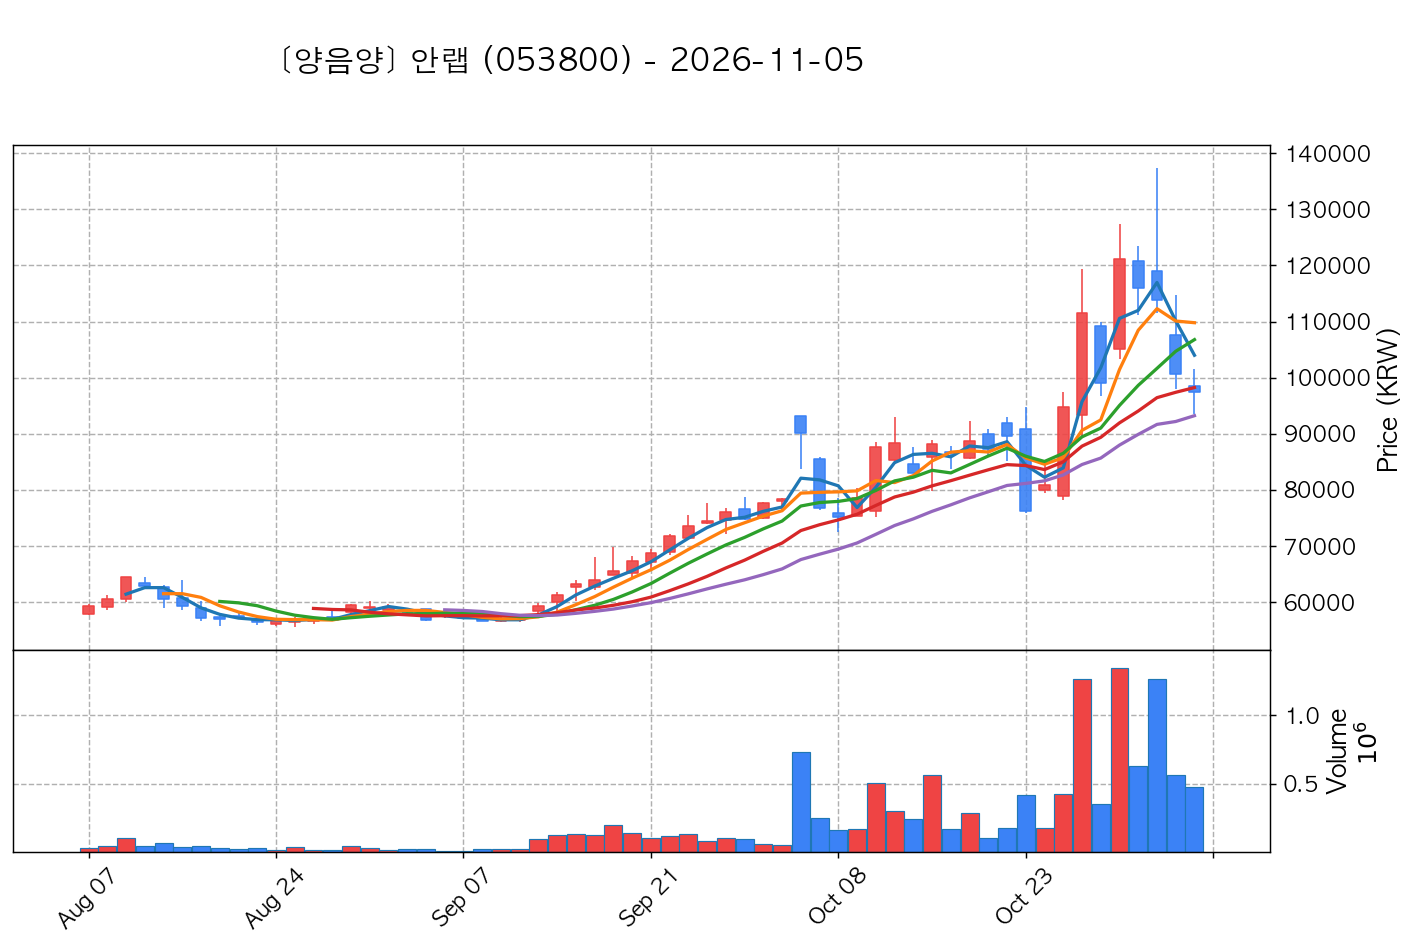 [양음양] 안랩 (053800) - 2026-11-05
140000
130000
120000
110000
100000
90000
80000
70000
60000
Price (KRW)
1.0
0.5
Volume
10⁶
Aug 07
Aug 24
Sep 07
Sep 21
Oct 08
Oct 23